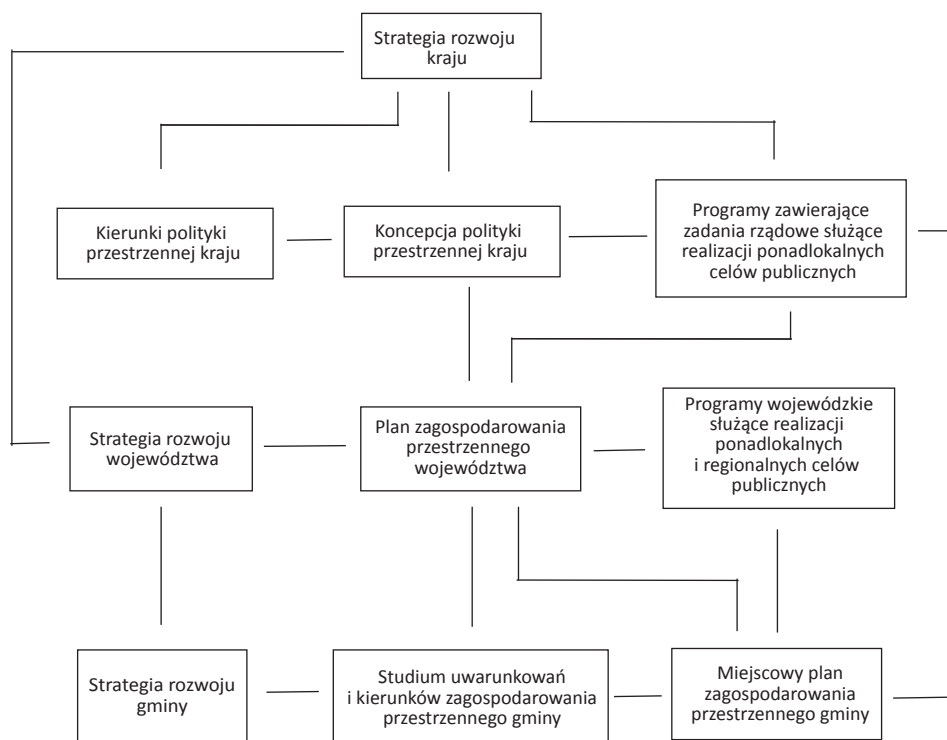 Strategia rozwoju
kraju
Kierunki polityki
przestrzennej kraju
Koncepcja polityki
przestrzennej kraju
Programy zawierające
zadania rządowe służące
realizacji ponadlokalnych
celów publicznych
Strategia rozwoju
województwa
Plan zagospodarowania
przestrzennego
województwa
Programy wojewódzkie
służące realizacji
ponadlokalnych
i regionalnych celów
publicznych
Strategia rozwoju
gminy
Studium uwarunkowań
i kierunków zagospodarowania
przestrzennego gminy
Miejscowy plan
zagospodarowania
przestrzennego gminy